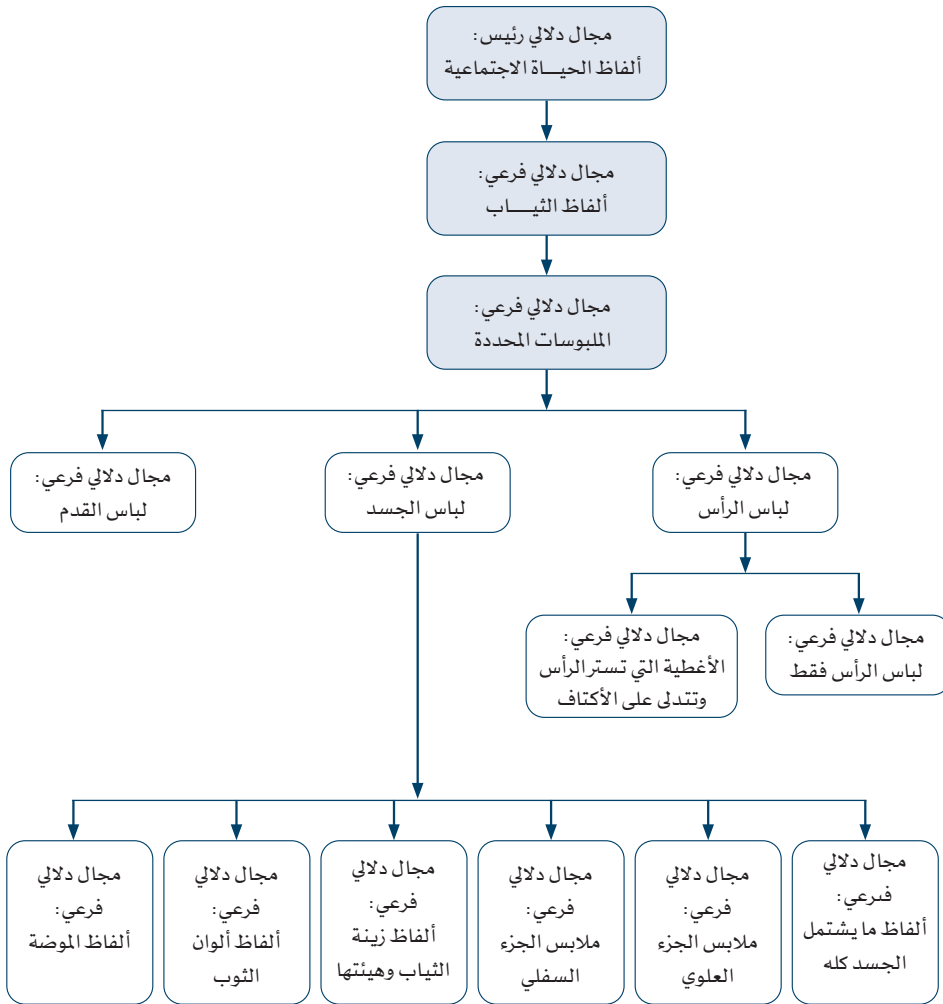 مجال دلالي رئيس:
ألفاظ الحيـــاة الاجتماعية
مجال دلالي فرعي:
ألفاظ الثيـــــاب
مجال دلالي فرعي:
الملبوسات المحددة
مجال دلالي فرعي:
لباس الرأس
مجال دلالي فرعي:
لباس الجسد
مجال دلالي فرعي:
لباس القدم
مجال دلالي فرعي:
لباس الرأس فقط
مجال دلالي فرعي:
الأغطية التي تستر الرأس
وتتدلى على الأكتاف
مجال دلالي
فرعي:
ألفاظ ما يشتمل
الجسد كله
مجال دلالي
فرعي:
ملابس الجزء
العلوي
مجال دلالي
فرعي:
ملابس الجزء
السفلي
مجال دلالي
فرعي:
ألفاظ زينة
الثياب وهيئتها
مجال دلالي
فرعي:
ألفاظ ألوان
الثوب
مجال دلالي
فرعي:
ألفاظ الموضة